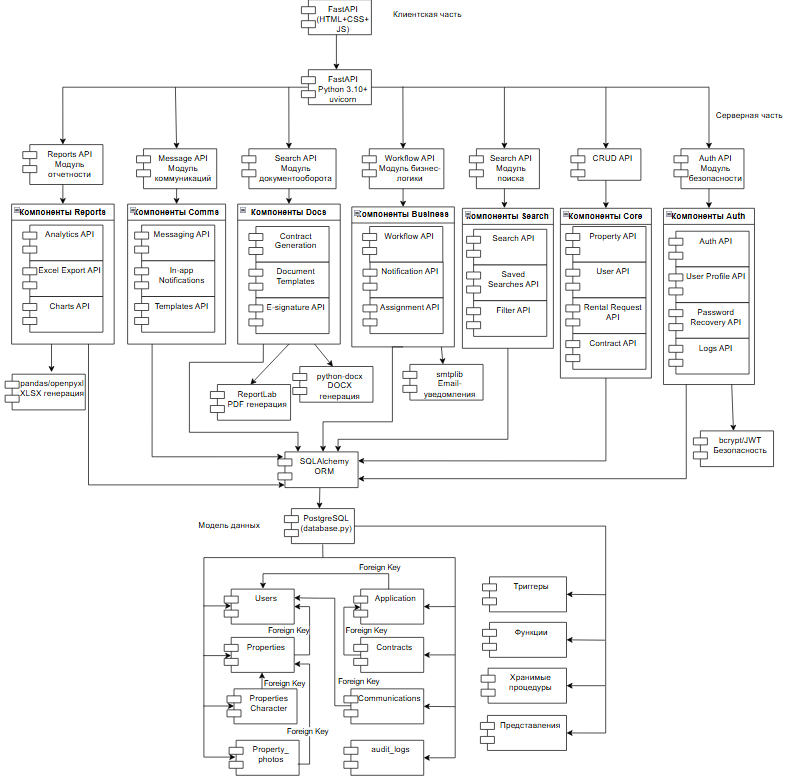 FastAPI
(HTML+CSS+
JS)
Клиентская часть
FastAPI
Python 3.10+
uvicorn
Серверная часть
Reports API
Модуль
отчетности
Message API
Модуль
коммуникаций
Search API
Модуль
документооборота
Workflow API
Модуль бизнес-
логики
Search API
Модуль
поиска
CRUD API
Auth API
Модуль
безопасности
Компоненты Reports
Analytics API
Excel Export API
Charts API
Компоненты Comms
Messaging API
In-app
Notifications
Templates API
Компоненты Docs
Contract
Generation
Document
Templates
E-signature API
Компоненты Business
Workflow API
Notification API
Assignment API
Компоненты Search
Search API
Saved
Searches API
Filter API
Компоненты Core
Property API
User API
Rental Request
API
Contract API
Компоненты Auth
Auth API
User Profile API
Password
Recovery API
Logs API
pandas/openpyxl
XLSX генерация
ReportLab
PDF генерация
python-docx
DOCX
генерация
smtplib
Email-
уведомления
bcrypt/JWT
Безопасность
SQLAlchemy
ORM
Модель данных
PostgreSQL
(database.py)
Foreign Key
Users
Application
Foreign Key
Foreign Key
Properties
Contracts
Foreign Key
Foreign Key
Properties
Character
Communications
Foreign Key
Property_
photos
audit_logs
Триггеры
Функции
Хранимые
процедуры
Представления